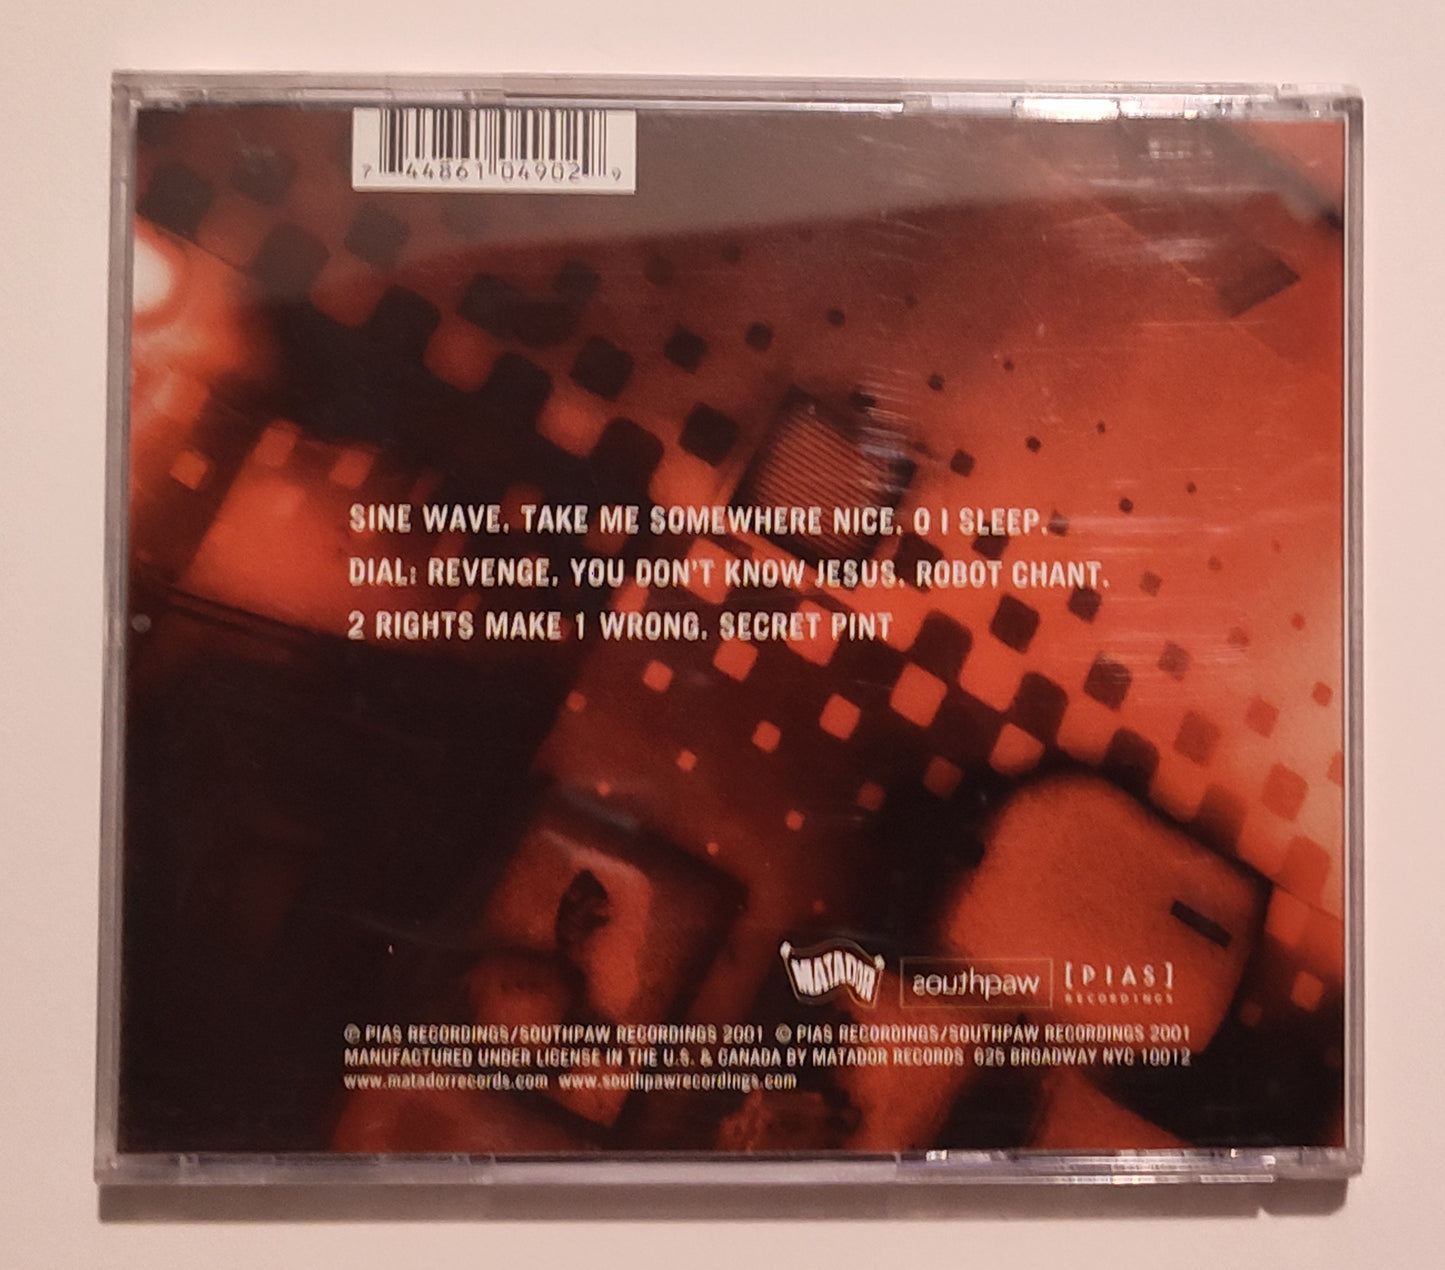 7 44861 04902 9
SINE WAVE. TAKE ME SOMEWHERE NICE. O I SLEEP.
DIAL: REVENGE. YOU DON'T KNOW JESUS. ROBOT CHANT.
2 RIGHTS MAKE 1 WRONG. SECRET PINT
MATADOR southpaw [PIAS]
RECORDINGS
℗ PIAS RECORDINGS/SOUTHPAW RECORDINGS 2001 © PIAS RECORDINGS/SOUTHPAW RECORDINGS 2001
MANUFACTURED UNDER LICENSE IN THE U.S. & CANADA BY MATADOR RECORDS 625 BROADWAY NYC 10012
www.matadorrecords.com www.southpawrecordings.com